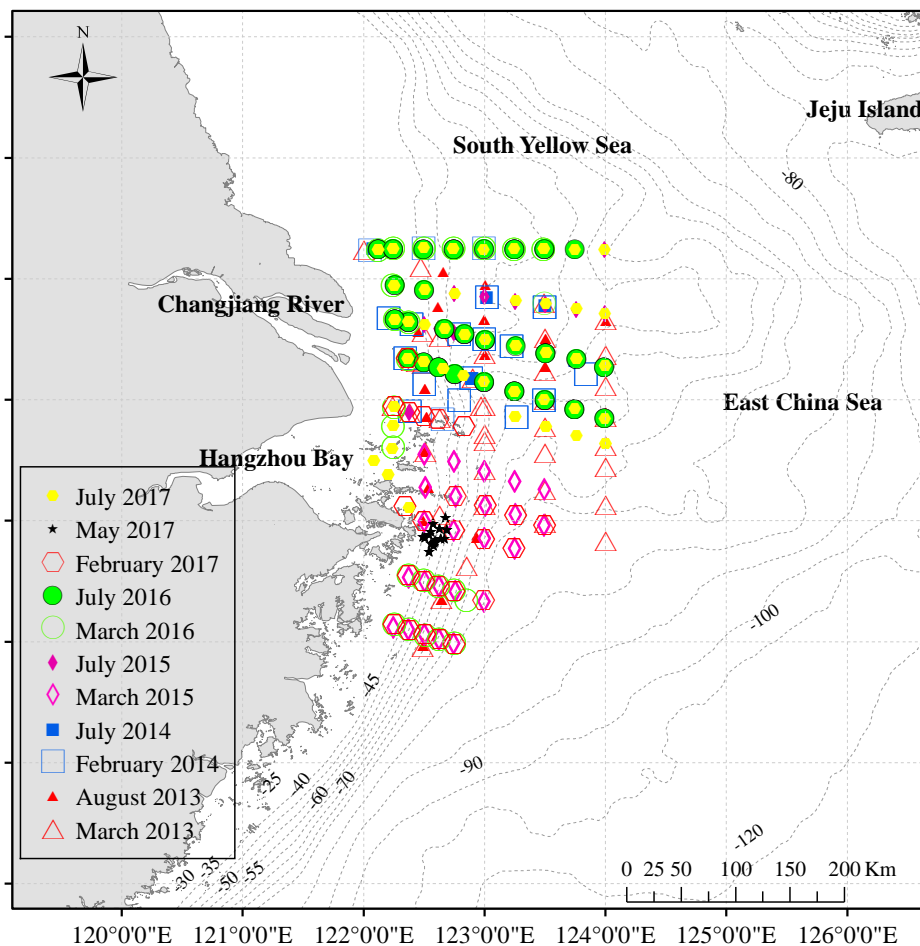 N
Jeju Island
South Yellow Sea
-80
Changjiang River
East China Sea
Hangzhou Bay
July 2017
May 2017
February 2017
July 2016
March 2016
July 2015
March 2015
July 2014
February 2014
August 2013
March 2013
-100
-45
-90
-25
-40
-60
-70
-120
-30
-35
-50
-55
0 25 50 100 150 200 Km
120°0'0"E 121°0'0"E 122°0'0"E 123°0'0"E 124°0'0"E 125°0'0"E 126°0'0"E